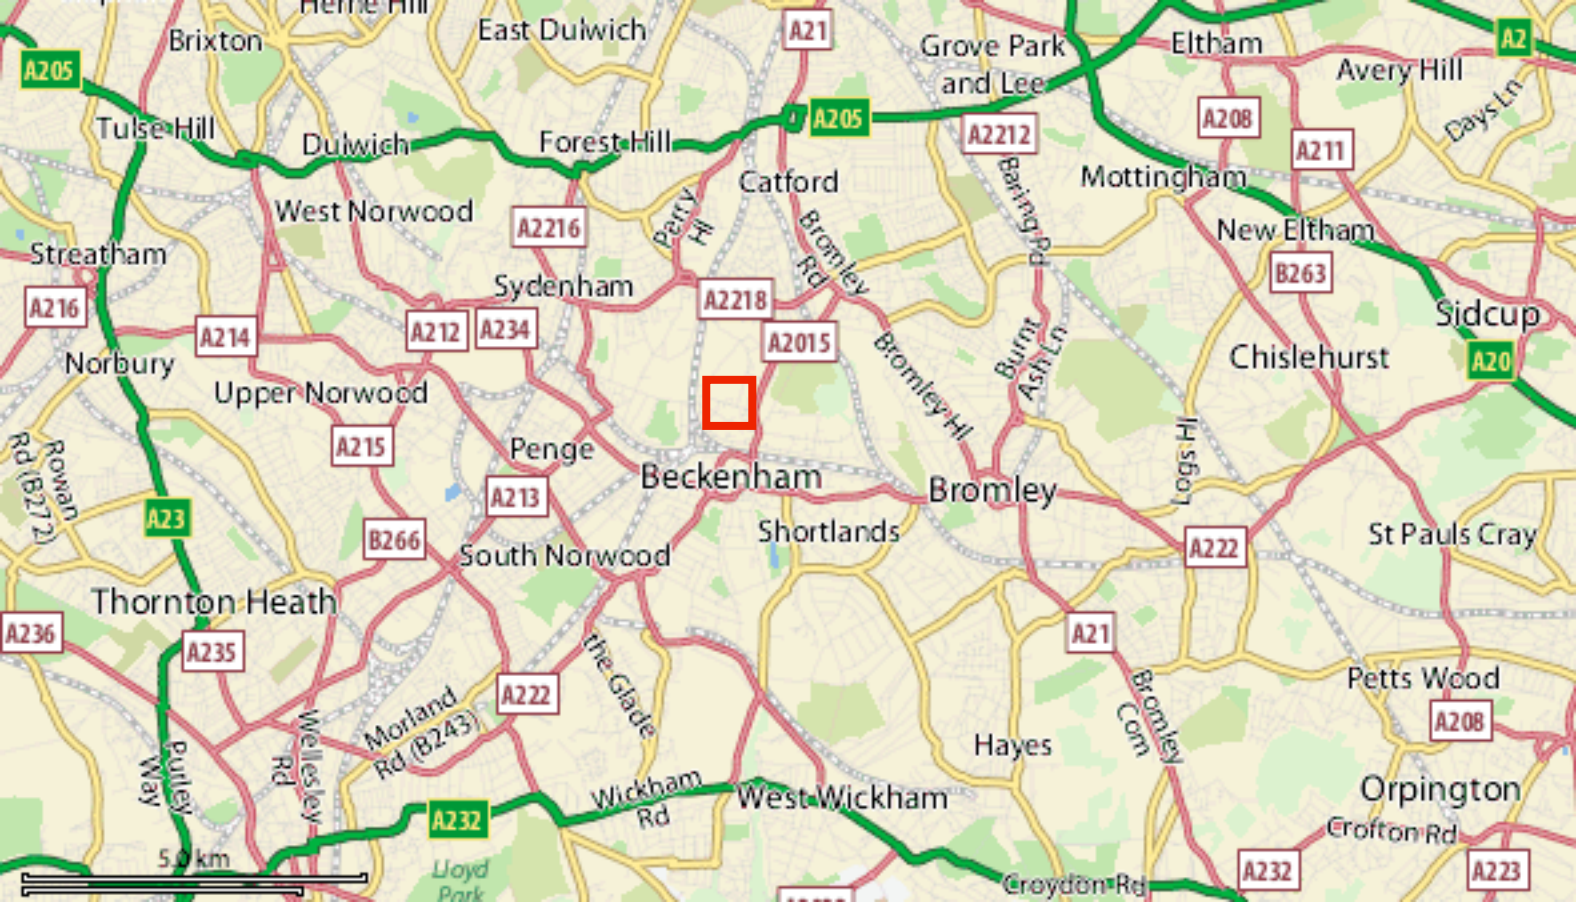 Herne Hill
Brixton
East Dulwich
A21
Grove Park
and Lee
Eltham
A2
A205
Avery Hill
Days Ln
Tulse Hill
Dulwich
Forest Hill
A205
A2212
A208
A211
Catford
Mottingham
West Norwood
A2216
Perry
Hl
Bromley
Rd
Baring Rd
New Eltham
Streatham
B263
Sydenham
A2218
A216
A214
A212
A234
A2015
Sidcup
Norbury
Bromley Hl
Burnt
Ash Ln
Chislehurst
A20
Upper Norwood
A215
Penge
Logs Hl
Rowan
Rd (B272)
Beckenham
Bromley
A213
A23
B266
Shortlands
A222
St Pauls Cray
South Norwood
Thornton Heath
A236
A235
A21
the Glade
A222
Petts Wood
Bromley
Com
A208
Morland
Rd (B243)
Wellesley
Rd
Purley
Way
Hayes
Wickham
Rd
West Wickham
Orpington
A232
Crofton Rd
5.0 km
Lloyd
Park
Croydon Rd
A232
A223